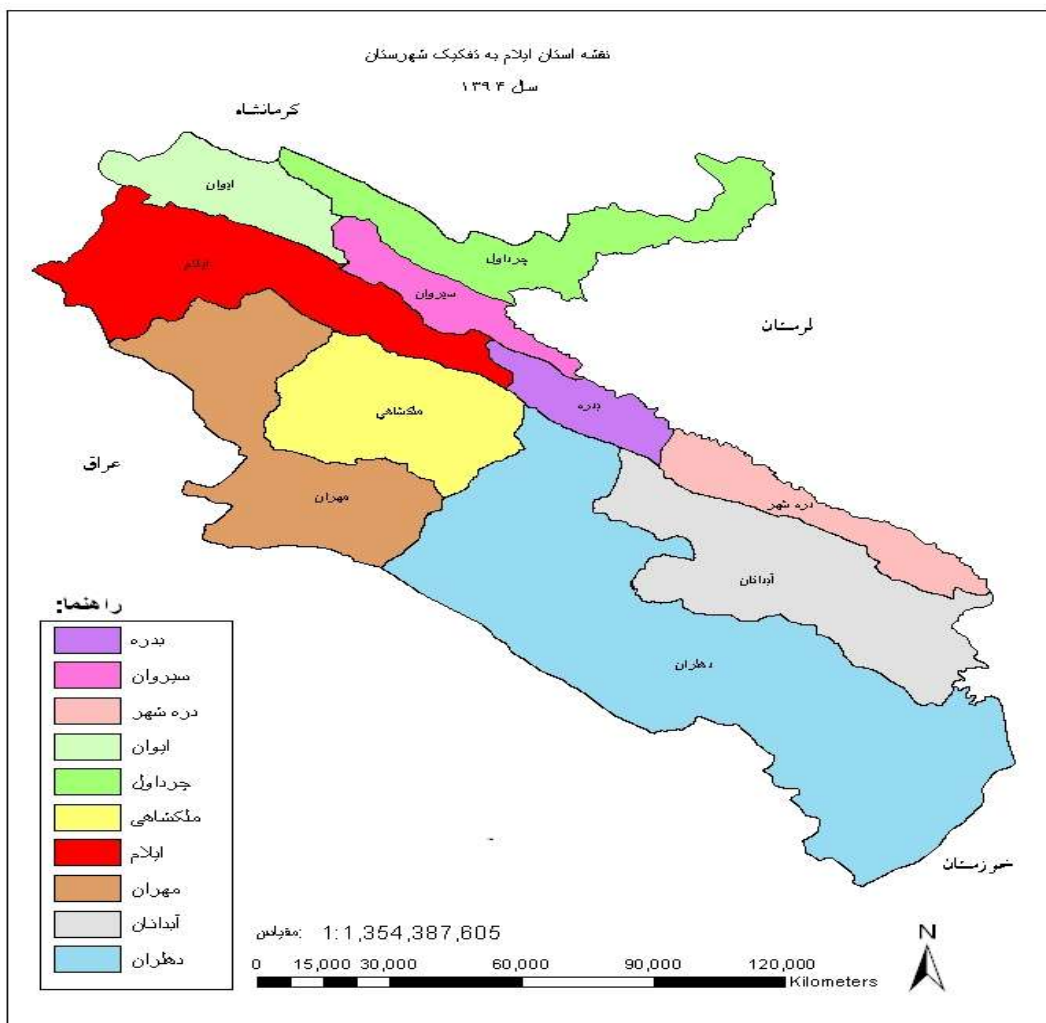 نقشه استان ایلام به تفکیک شهرستان
سال ۱۳۹۴
کرمانشاه
ایوان
چرداول
ایلام
سیروان
لرستان
بدره
ملکشاهی
عراق
مهران
دره شهر
آبدانان
دهلران
خوزستان
راهنما:
بدره
سیروان
دره شهر
ایوان
چرداول
ملکشاهی
ایلام
مهران
آبدانان
دهلران
مقیاس: 1:1,354,387,605
0 15,000 30,000 60,000 90,000 120,000
Kilometers
N